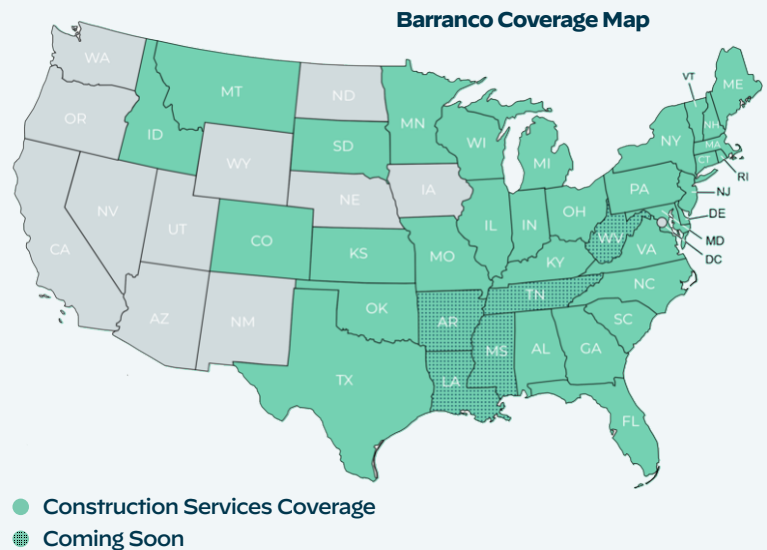 Barranco Coverage Map
WA
MT
ND
MN
VT
ME
OR
ID
SD
WI
MI
NY
NH
MA
CT
RI
WY
NE
IA
PA
NJ
NV
UT
CO
KS
MO
IL
IN
OH
WV
VA
DE
MD
DC
CA
KY
NC
AZ
NM
OK
AR
TN
SC
TX
LA
MS
AL
GA
FL
Construction Services Coverage
Coming Soon